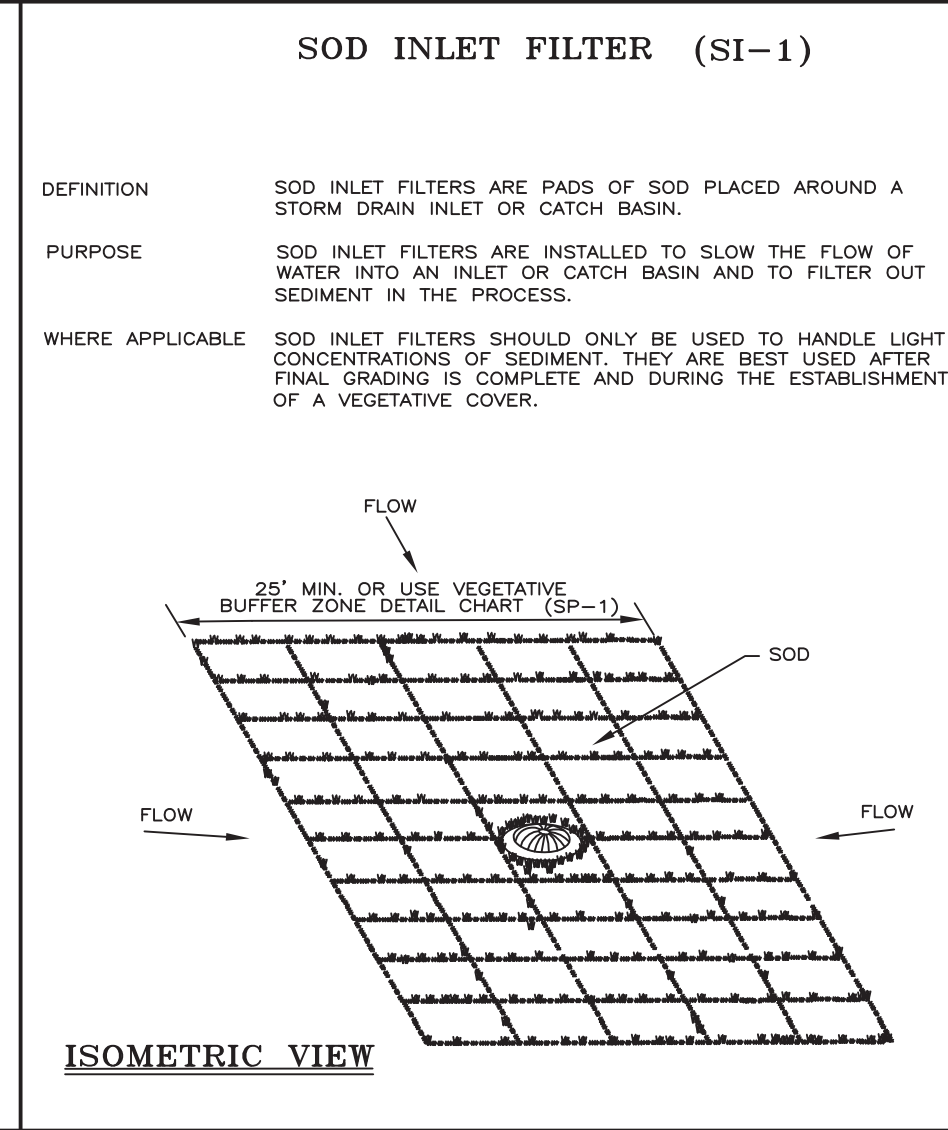 SOD INLET FILTER (SI-1)
DEFINITION SOD INLET FILTERS ARE PADS OF SOD PLACED AROUND A
STORM DRAIN INLET OR CATCH BASIN.
PURPOSE SOD INLET FILTERS ARE INSTALLED TO SLOW THE FLOW OF
WATER INTO AN INLET OR CATCH BASIN AND TO FILTER OUT
SEDIMENT IN THE PROCESS.
WHERE APPLICABLE SOD INLET FILTERS SHOULD ONLY BE USED TO HANDLE LIGHT
CONCENTRATIONS OF SEDIMENT. THEY ARE BEST USED AFTER
FINAL GRADING IS COMPLETE AND DURING THE ESTABLISHMENT
OF A VEGETATIVE COVER.
FLOW
25' MIN. OR USE VEGETATIVE
BUFFER ZONE DETAIL CHART (SP-1)
SOD
FLOW
FLOW
ISOMETRIC VIEW